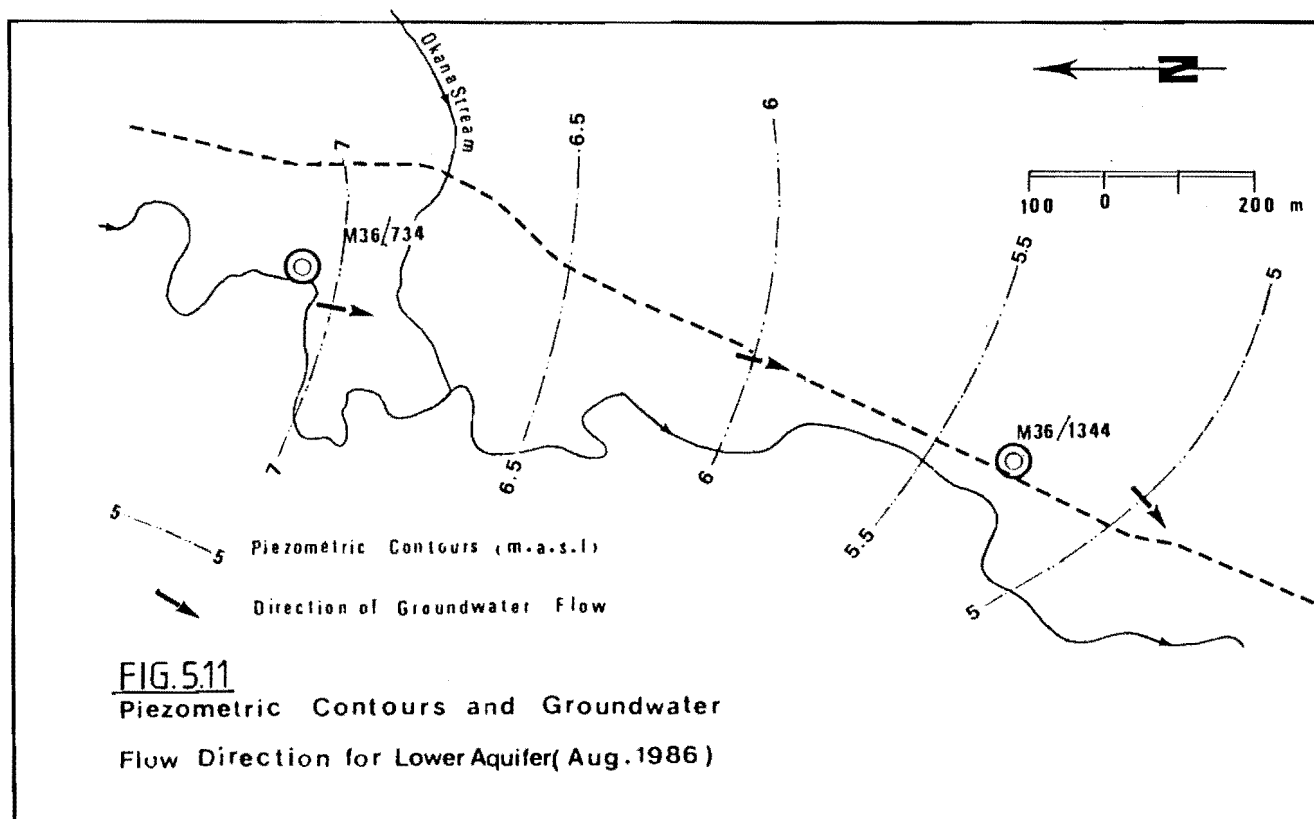 Okana Stream
N
7
6.5
6
5.5
5
100 0 200 m
M36/734
M36/1344
7
6.5
6
5.5
5
5 5 Piezometric Contours (m.a.s.l)
Direction of Groundwater Flow
FIG.5.11
Piezometric Contours and Groundwater
Flow Direction for Lower Aquifer( Aug.1986)